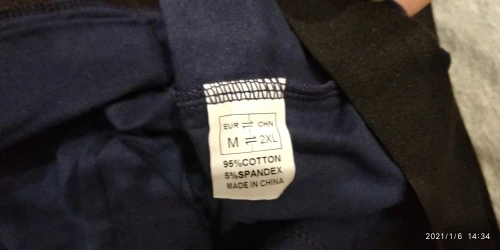 EUR ⇌ CHN
M ⇌ 2XL
95%COTTON
5%SPANDEX
MADE IN CHINA
2021/1/6 14:34